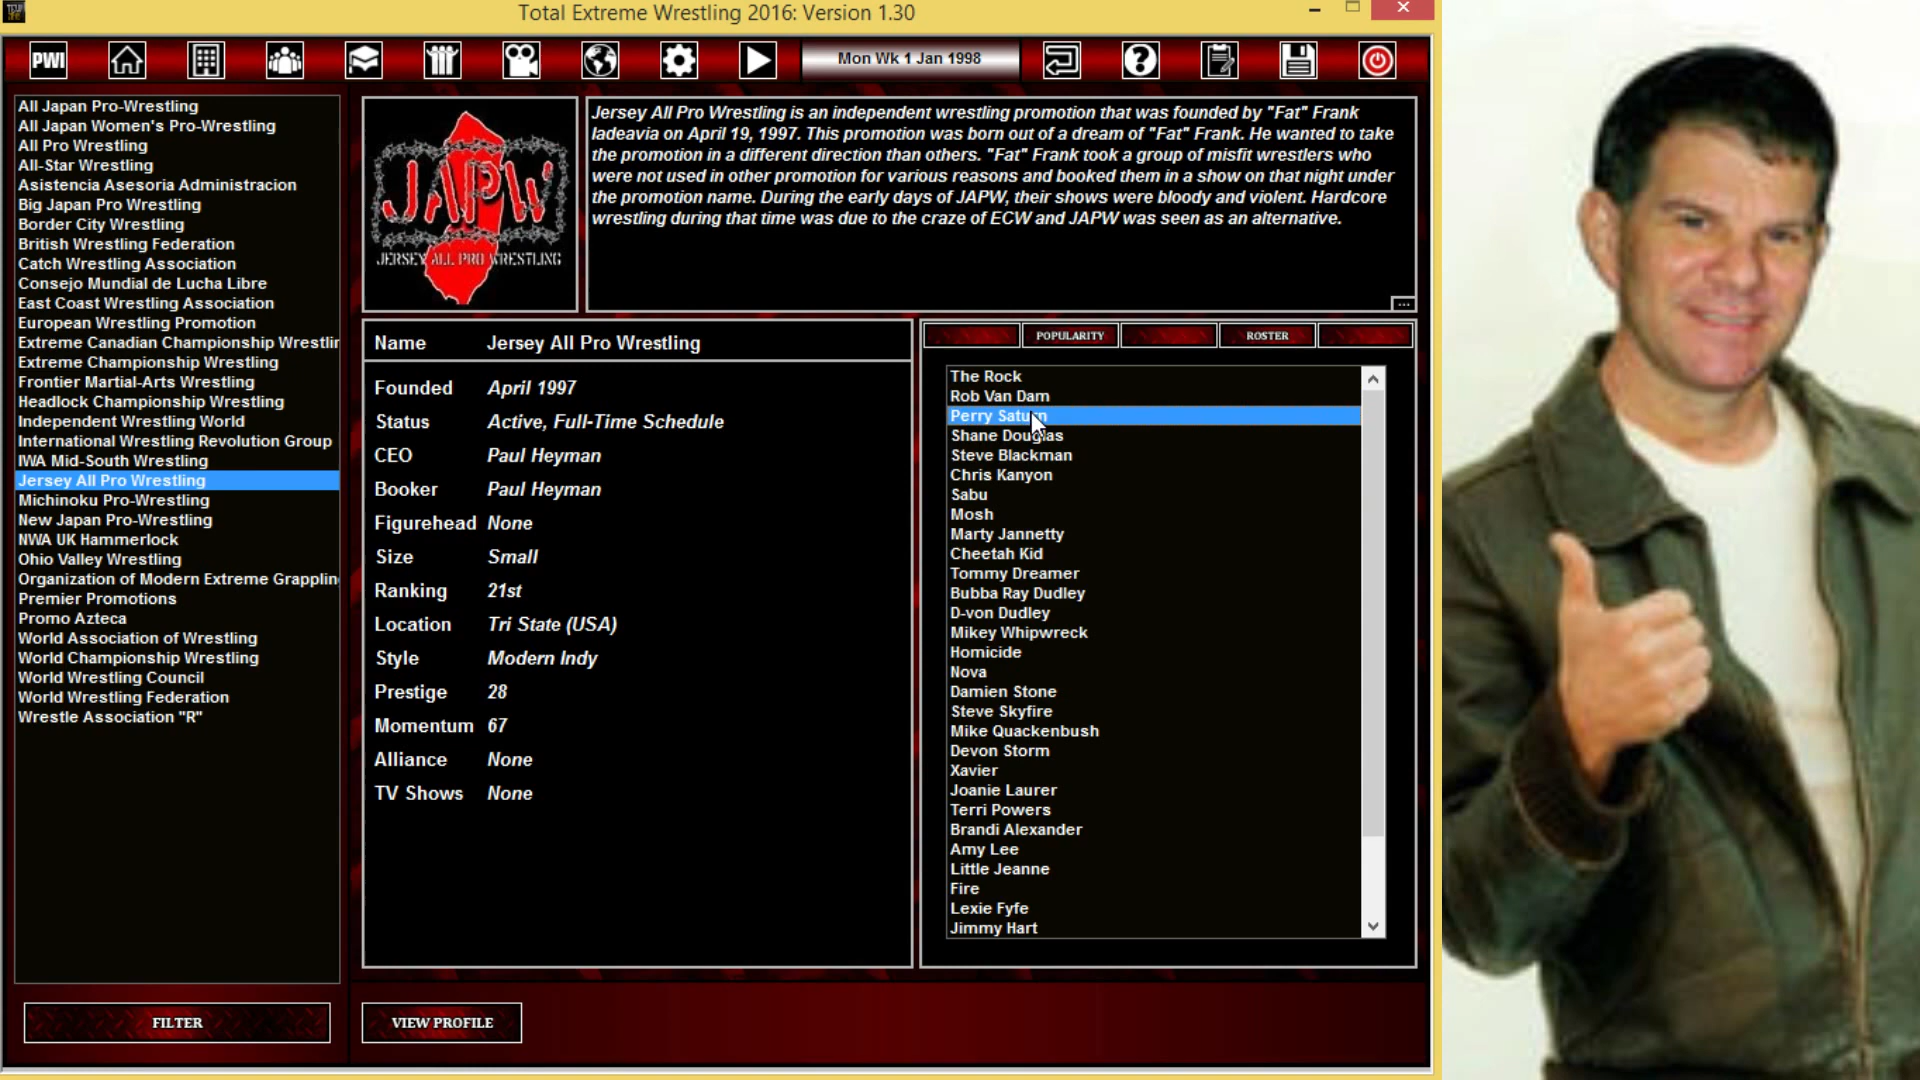 Total Extreme Wrestling 2016: Version 1.30
PWI
Mon Wk 1 Jan 1998
All Japan Pro-Wrestling
All Japan Women's Pro-Wrestling
All Pro Wrestling
All-Star Wrestling
Asistencia Asesoria Administracion
Big Japan Pro Wrestling
Border City Wrestling
British Wrestling Federation
Catch Wrestling Association
Consejo Mundial de Lucha Libre
East Coast Wrestling Association
European Wrestling Promotion
Extreme Canadian Championship Wrestlin
Extreme Championship Wrestling
Frontier Martial-Arts Wrestling
Headlock Championship Wrestling
Independent Wrestling World
International Wrestling Revolution Group
IWA Mid-South Wrestling
Jersey All Pro Wrestling
Michinoku Pro-Wrestling
New Japan Pro-Wrestling
NWA UK Hammerlock
Ohio Valley Wrestling
Organization of Modern Extreme Grappling
Premier Promotions
Promo Azteca
World Association of Wrestling
World Championship Wrestling
World Wrestling Council
World Wrestling Federation
Wrestle Association "R"
FILTER
JAPW
JERSEY ALL PRO WRESTLING
Jersey All Pro Wrestling is an independent wrestling promotion that was founded by "Fat" Frank
Iadeavia on April 19, 1997. This promotion was born out of a dream of "Fat" Frank. He wanted to take
the promotion in a different direction than others. "Fat" Frank took a group of misfit wrestlers who
were not used in other promotion for various reasons and booked them in a show on that night under
the promotion name. During the early days of JAPW, their shows were bloody and violent. Hardcore
wrestling during that time was due to the craze of ECW and JAPW was seen as an alternative.
...
Name Jersey All Pro Wrestling
Founded April 1997
Status Active, Full-Time Schedule
CEO Paul Heyman
Booker Paul Heyman
Figurehead None
Size Small
Ranking 21st
Location Tri State (USA)
Style Modern Indy
Prestige 28
Momentum 67
Alliance None
TV Shows None
VIEW PROFILE
POPULARITY
ROSTER
The Rock
Rob Van Dam
Perry Saturn
Shane Douglas
Steve Blackman
Chris Kanyon
Sabu
Mosh
Marty Jannetty
Cheetah Kid
Tommy Dreamer
Bubba Ray Dudley
D-von Dudley
Mikey Whipwreck
Homicide
Nova
Damien Stone
Steve Skyfire
Mike Quackenbush
Devon Storm
Xavier
Joanie Laurer
Terri Powers
Brandi Alexander
Amy Lee
Little Jeanne
Fire
Lexie Fyfe
Jimmy Hart